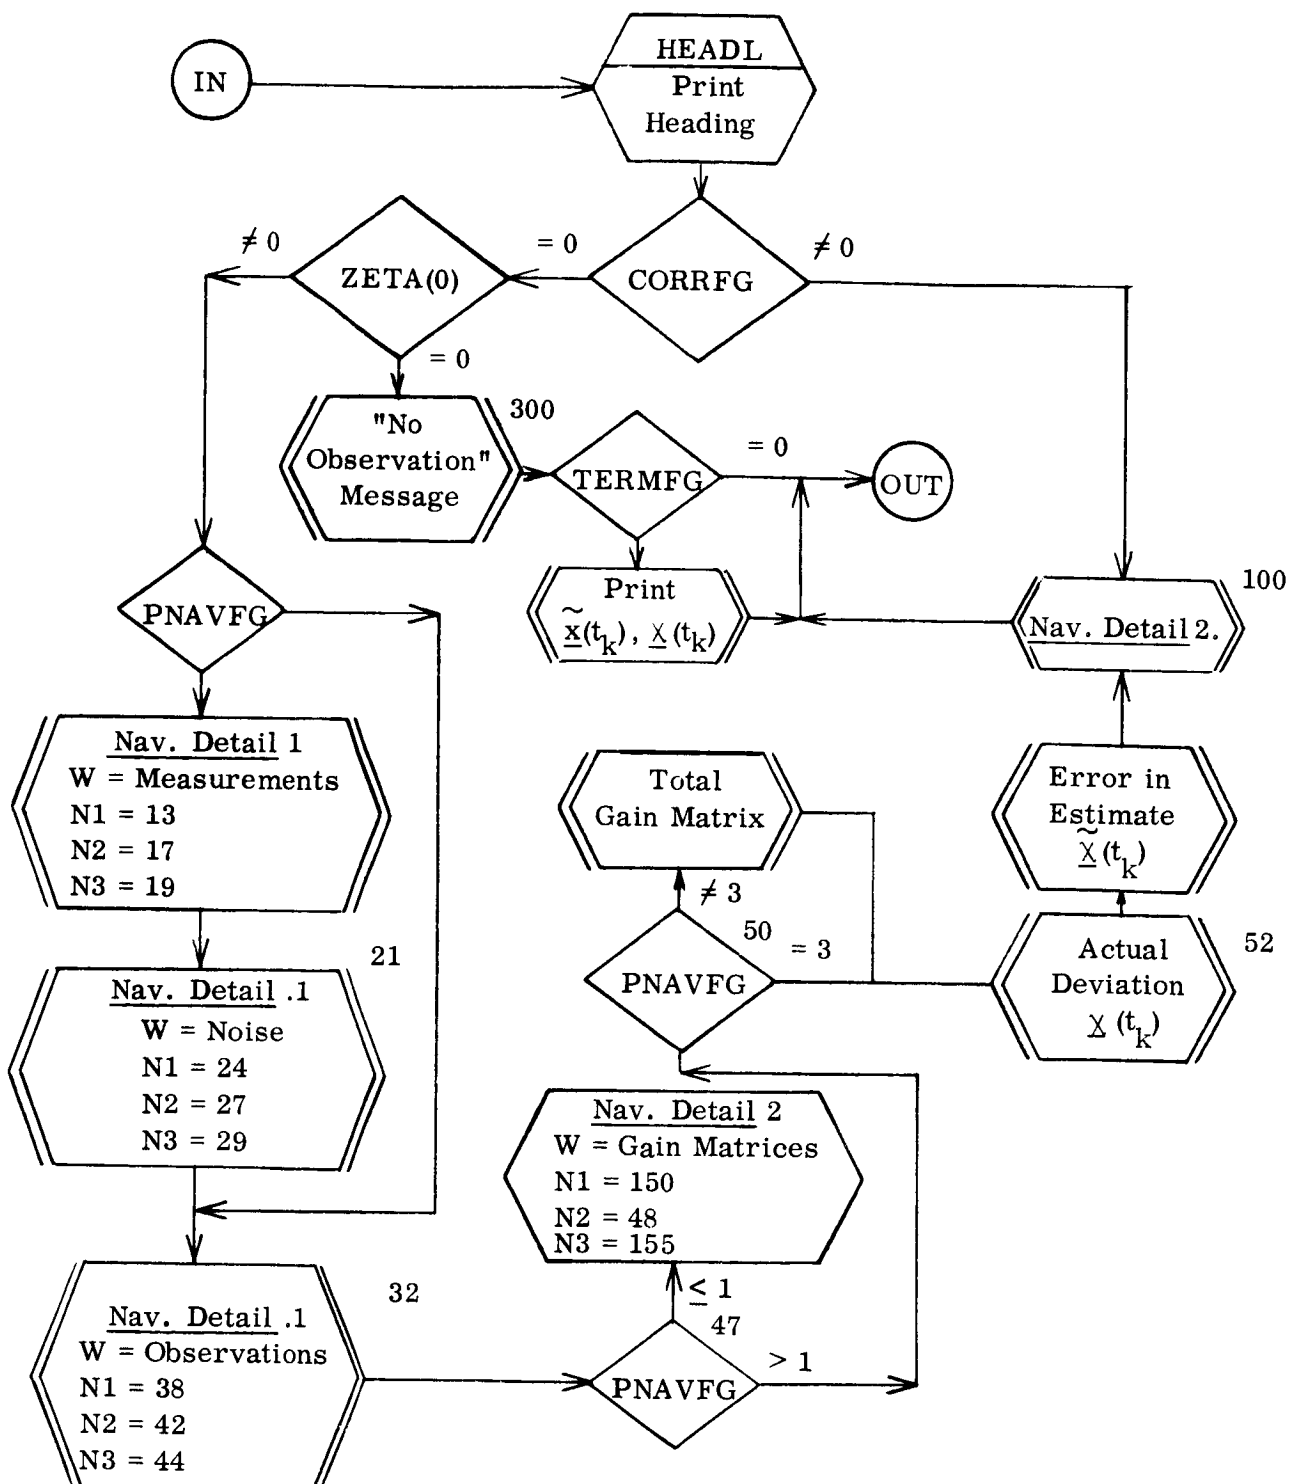 IN
HEADL
Print
Heading
≠ 0
ZETA(0)
= 0
CORRFG
≠ 0
= 0
"No
Observation"
Message
300
TERMFG
= 0
OUT
Print
x̲̃(t_k), χ̲(t_k)
100
Nav. Detail 2.
PNAVFG
Nav. Detail 1
W = Measurements
N1 = 13
N2 = 17
N3 = 19
Total
Gain Matrix
Error in
Estimate
χ̲̃(t_k)
≠ 3
50
= 3
PNAVFG
52
Actual
Deviation
χ̲(t_k)
21
Nav. Detail .1
W = Noise
N1 = 24
N2 = 27
N3 = 29
Nav. Detail 2
W = Gain Matrices
N1 = 150
N2 = 48
N3 = 155
32
Nav. Detail .1
W = Observations
N1 = 38
N2 = 42
N3 = 44
≤ 1
47
PNAVFG
> 1